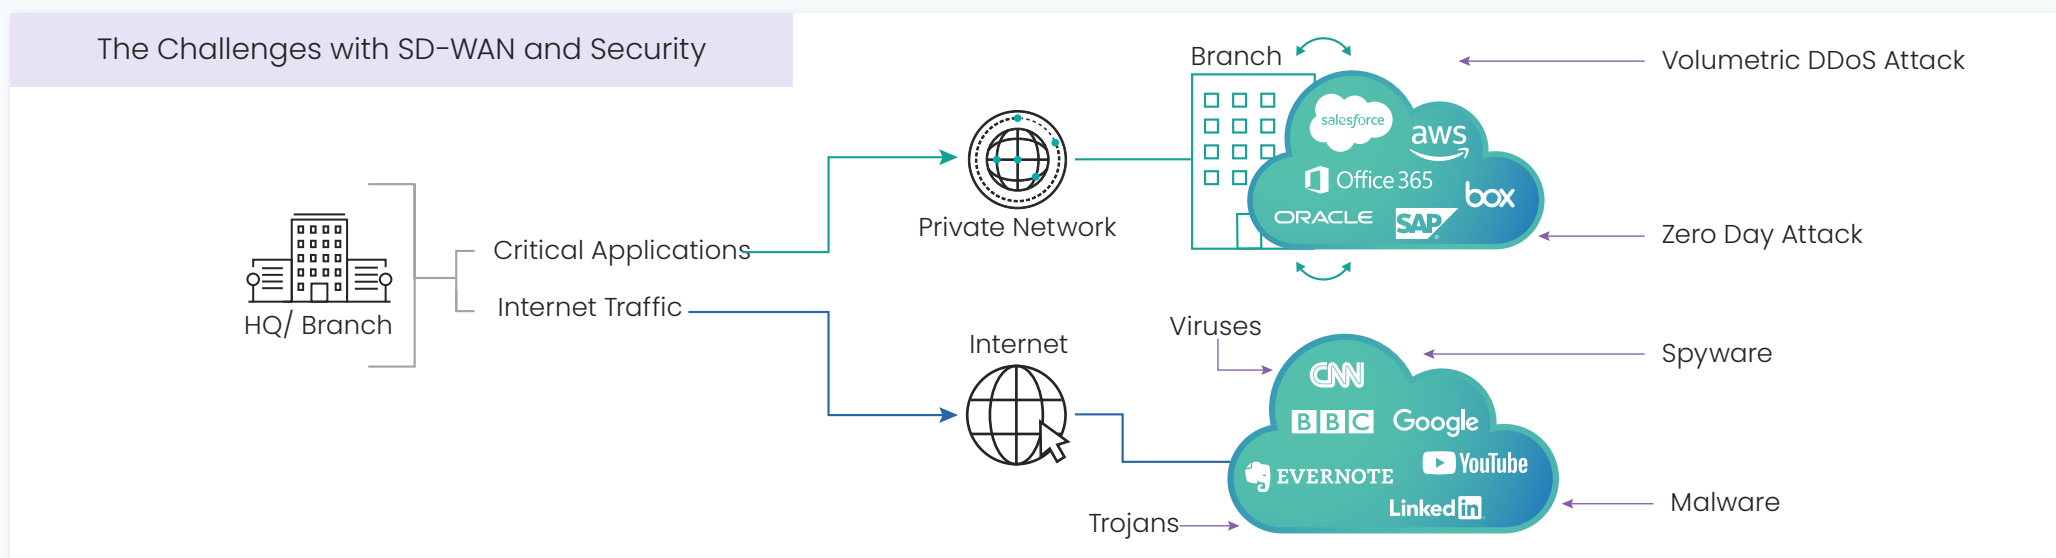 The Challenges with SD-WAN and Security
Branch
Volumetric DDoS Attack
salesforce
aws
Office 365
box
ORACLE
SAP
Private Network
Zero Day Attack
Critical Applications
Internet Traffic
HQ/ Branch
Viruses
Internet
Spyware
CNN
BBC
Google
YouTube
EVERNOTE
Linked in
Malware
Trojans